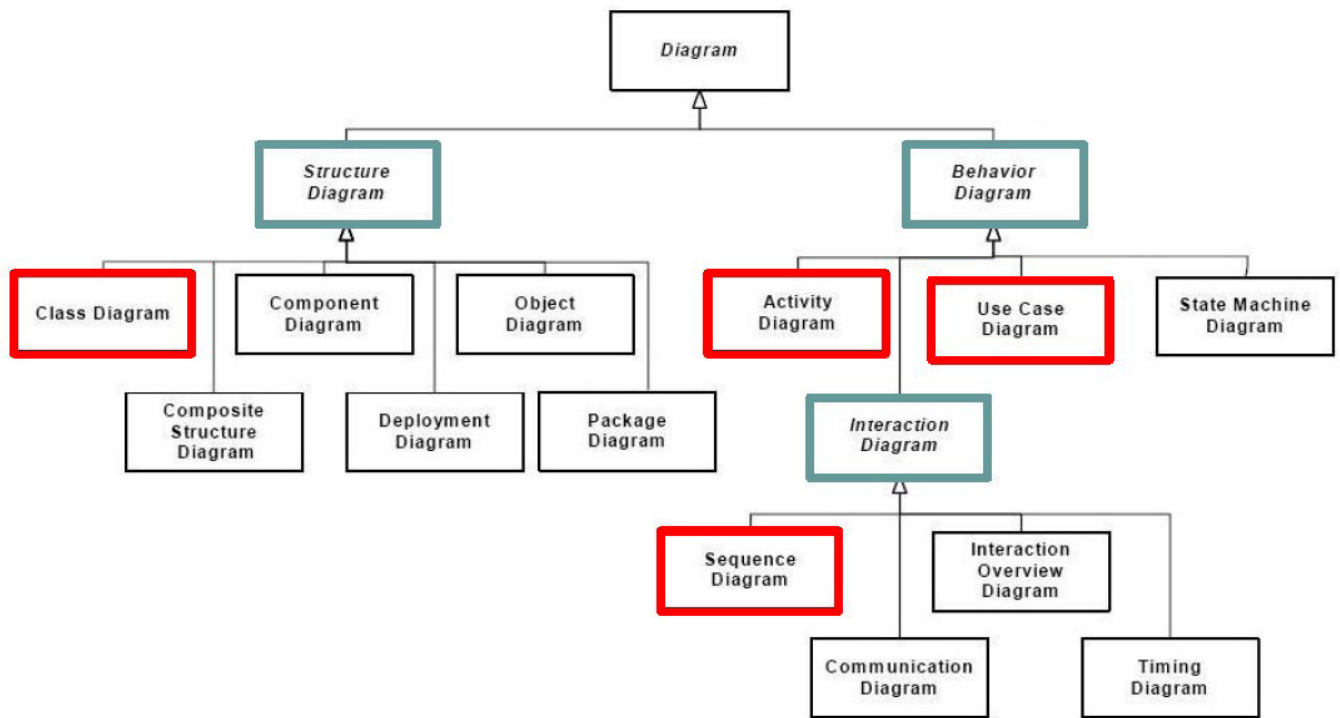 Diagram
Structure
Diagram
Behavior
Diagram
Class Diagram
Component
Diagram
Object
Diagram
Activity
Diagram
Use Case
Diagram
State Machine
Diagram
Composite
Structure
Diagram
Deployment
Diagram
Package
Diagram
Interaction
Diagram
Sequence
Diagram
Interaction
Overview
Diagram
Communication
Diagram
Timing
Diagram